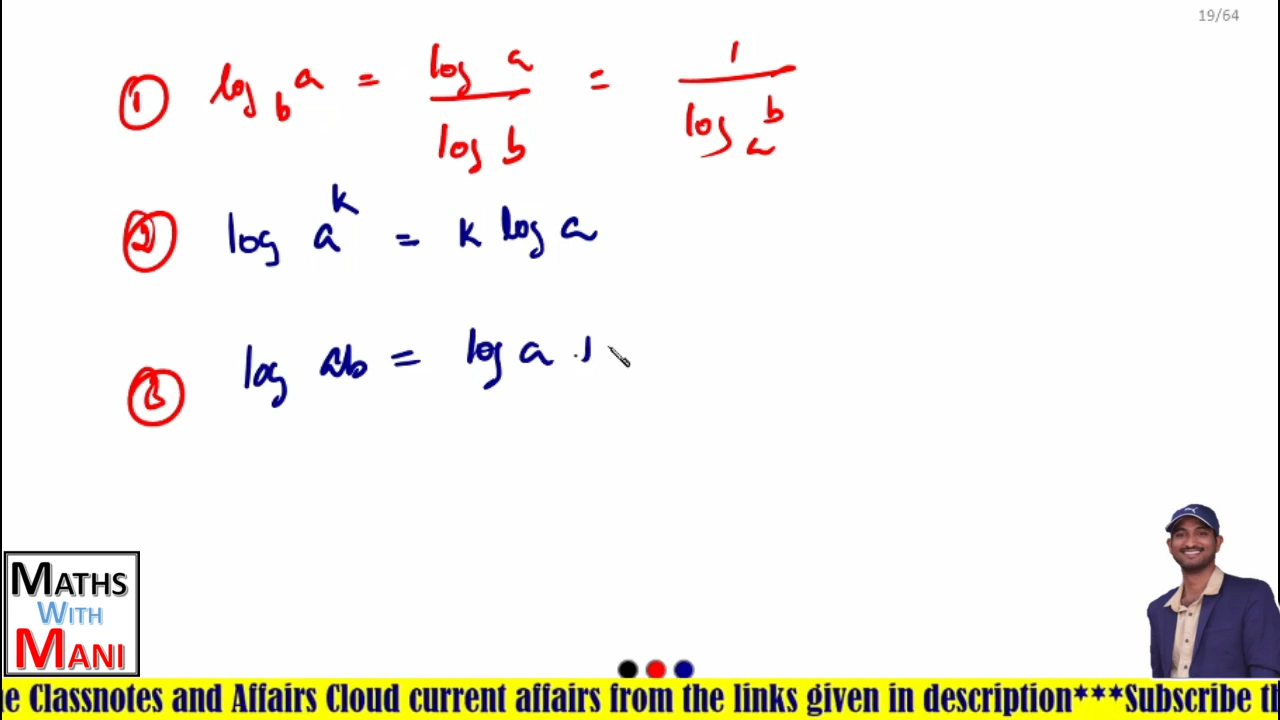 19/64
① log_b a = log a / log b = 1 / log_a b
② log a^k = k log a
③ log ab = log a
MATHS
WITH
MANI
e Classnotes and Affairs Cloud current affairs from the links given in description***Subscribe th